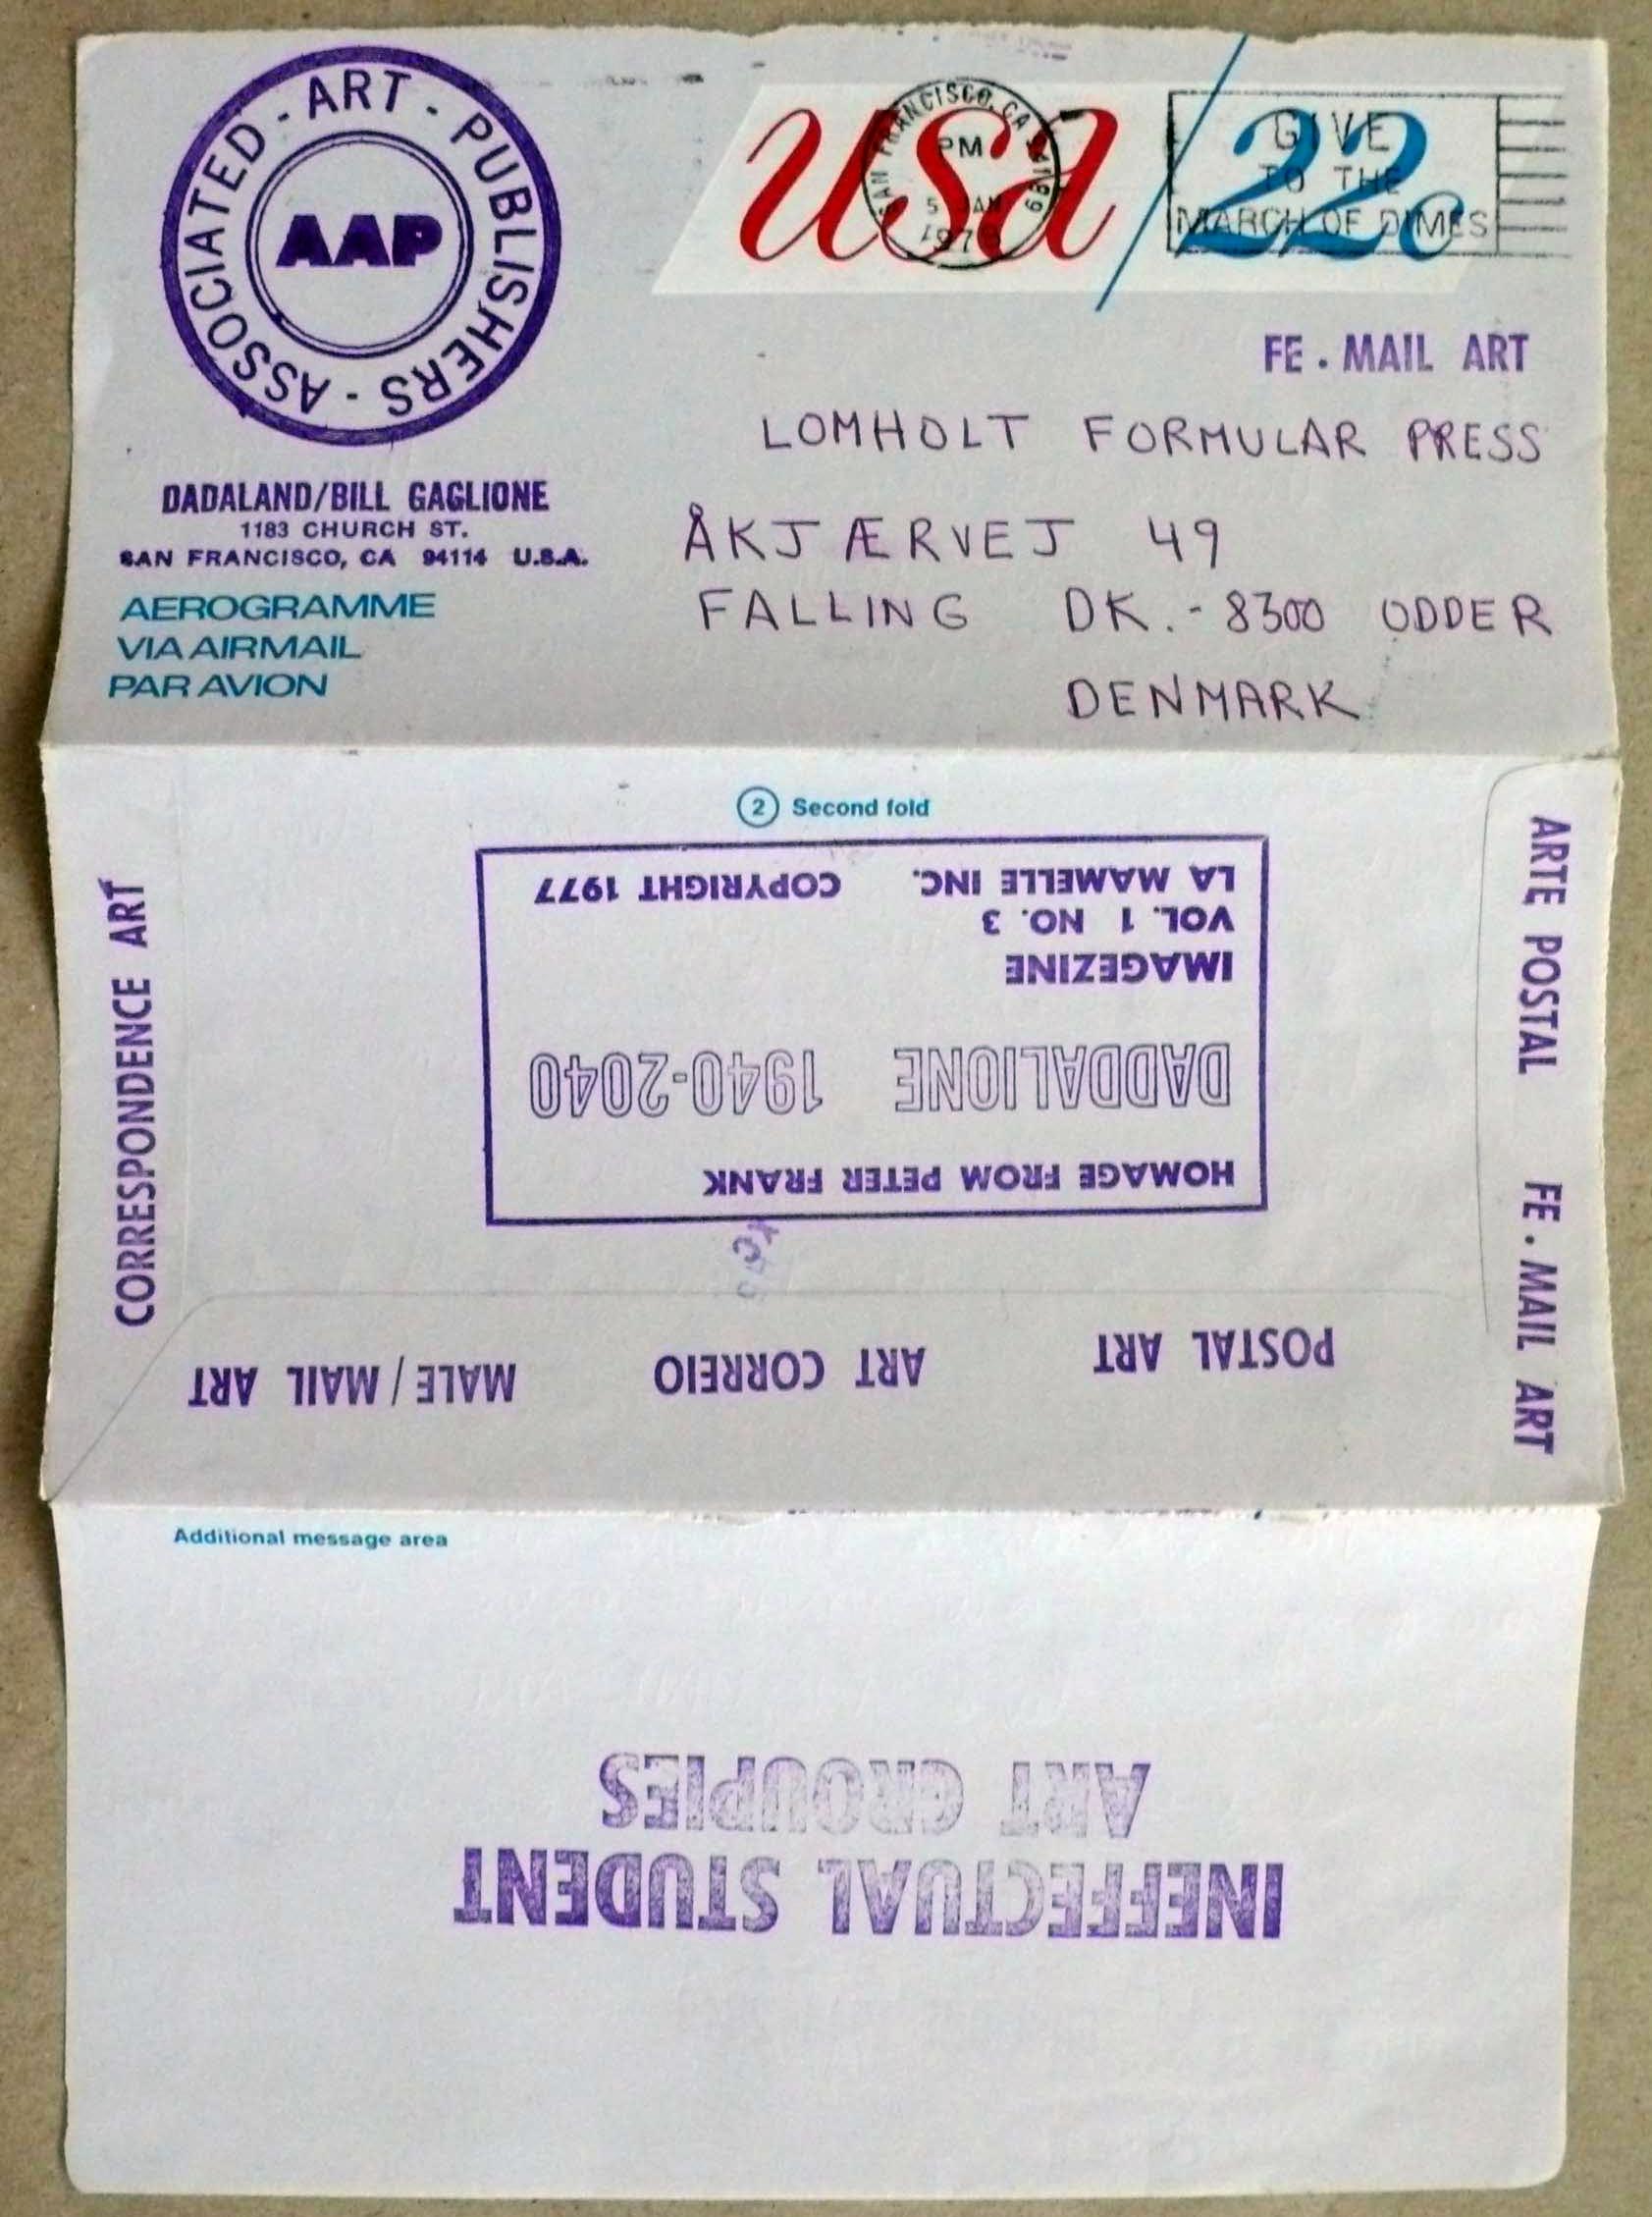 ASSOCIATED - ART - PUBLISHERS -
AAP
DADALAND/BILL GAGLIONE
1183 CHURCH ST.
SAN FRANCISCO, CA 94114 U.S.A.
AEROGRAMME
VIA AIRMAIL
PAR AVION
usa/22c
SAN FRANCISCO, CA
PM
5 JAN
GIVE
TO THE
MARCH OF DIMES
FE. MAIL ART
LOMHOLT FORMULAR PRESS
ÅKJÆRVEJ 49
FALLING DK.-8300 ODDER
DENMARK
2 Second fold
CORRESPONDENCE ART
ARTE POSTAL FE. MAIL ART
HOMAGE FROM PETER FRANK
DADDALIONE 1940-2040
IMAGEZINE
VOL. 1 NO. 3
LA MAMELLE INC. COPYRIGHT 1977
POSTAL ART ART CORREIO MALE/MAIL ART
Additional message area
INEFFECTUAL STUDENT
ART GROUPIES